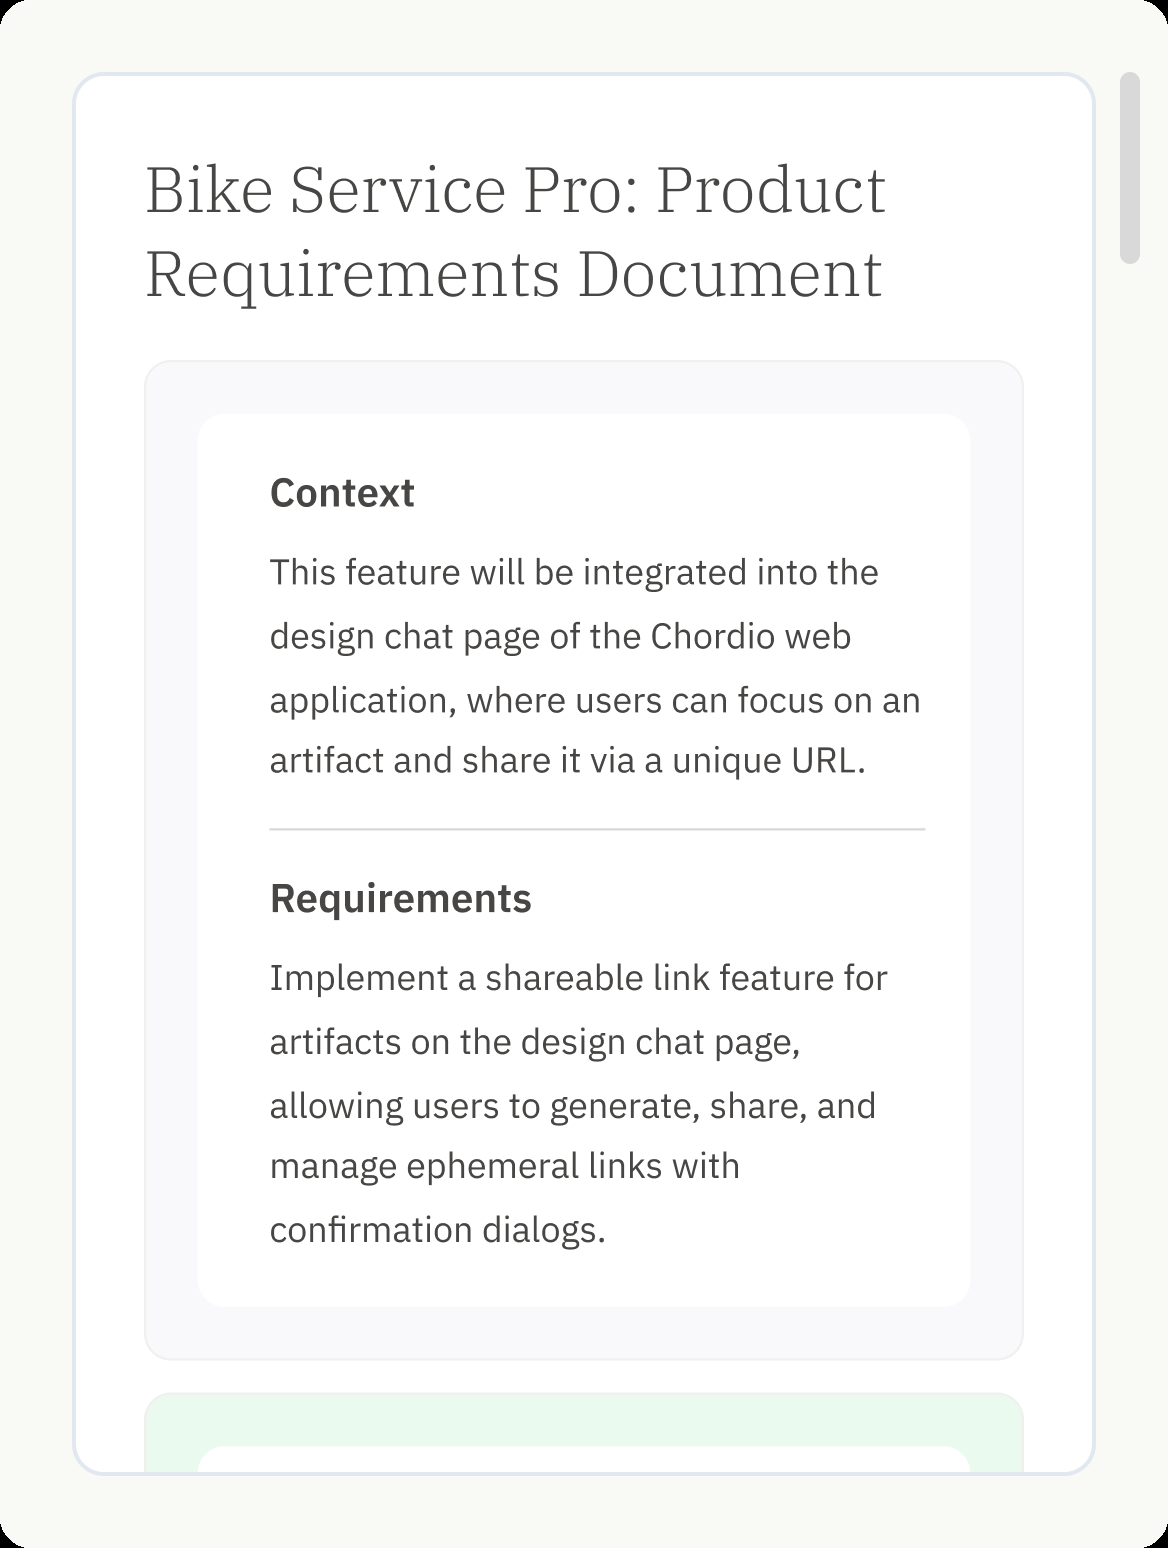 Bike Service Pro: Product
Requirements Document
Context
This feature will be integrated into the
design chat page of the Chordio web
application, where users can focus on an
artifact and share it via a unique URL.
Requirements
Implement a shareable link feature for
artifacts on the design chat page,
allowing users to generate, share, and
manage ephemeral links with
confirmation dialogs.